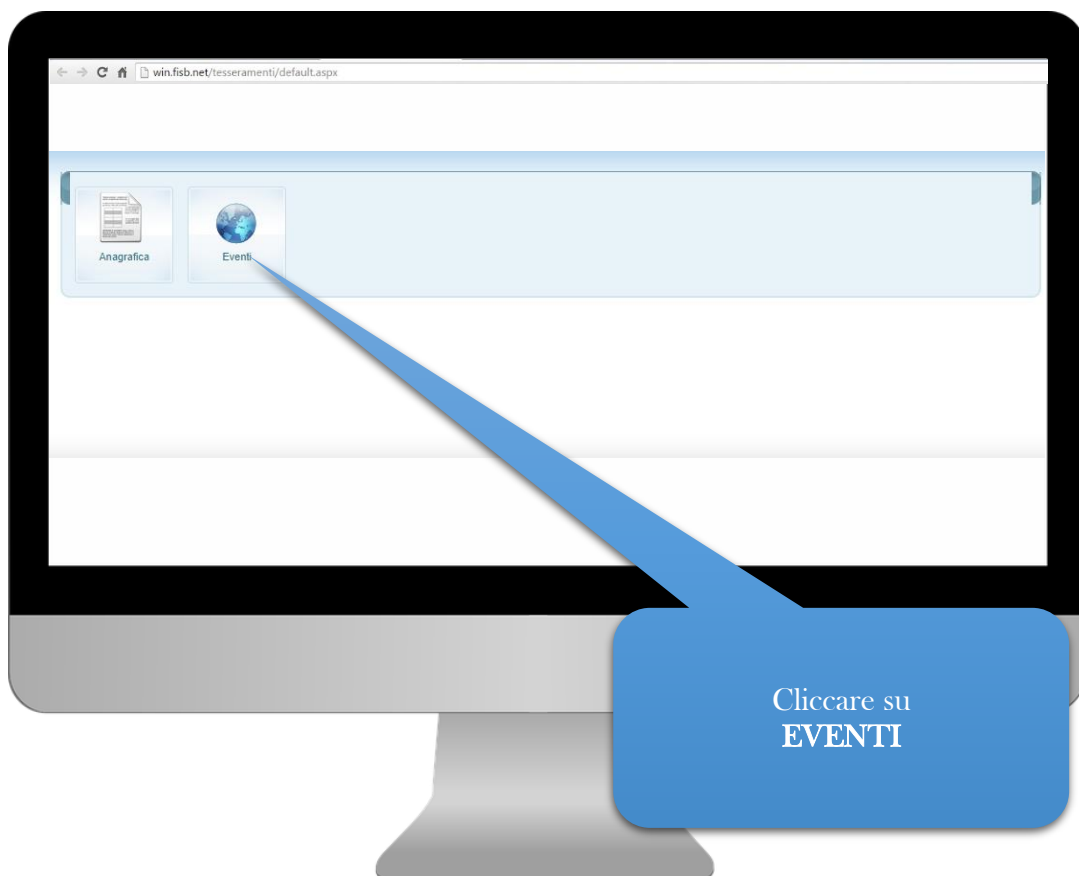 win.fisb.net/tesseramenti/default.aspx
Anagrafica
Eventi
Cliccare su
EVENTI